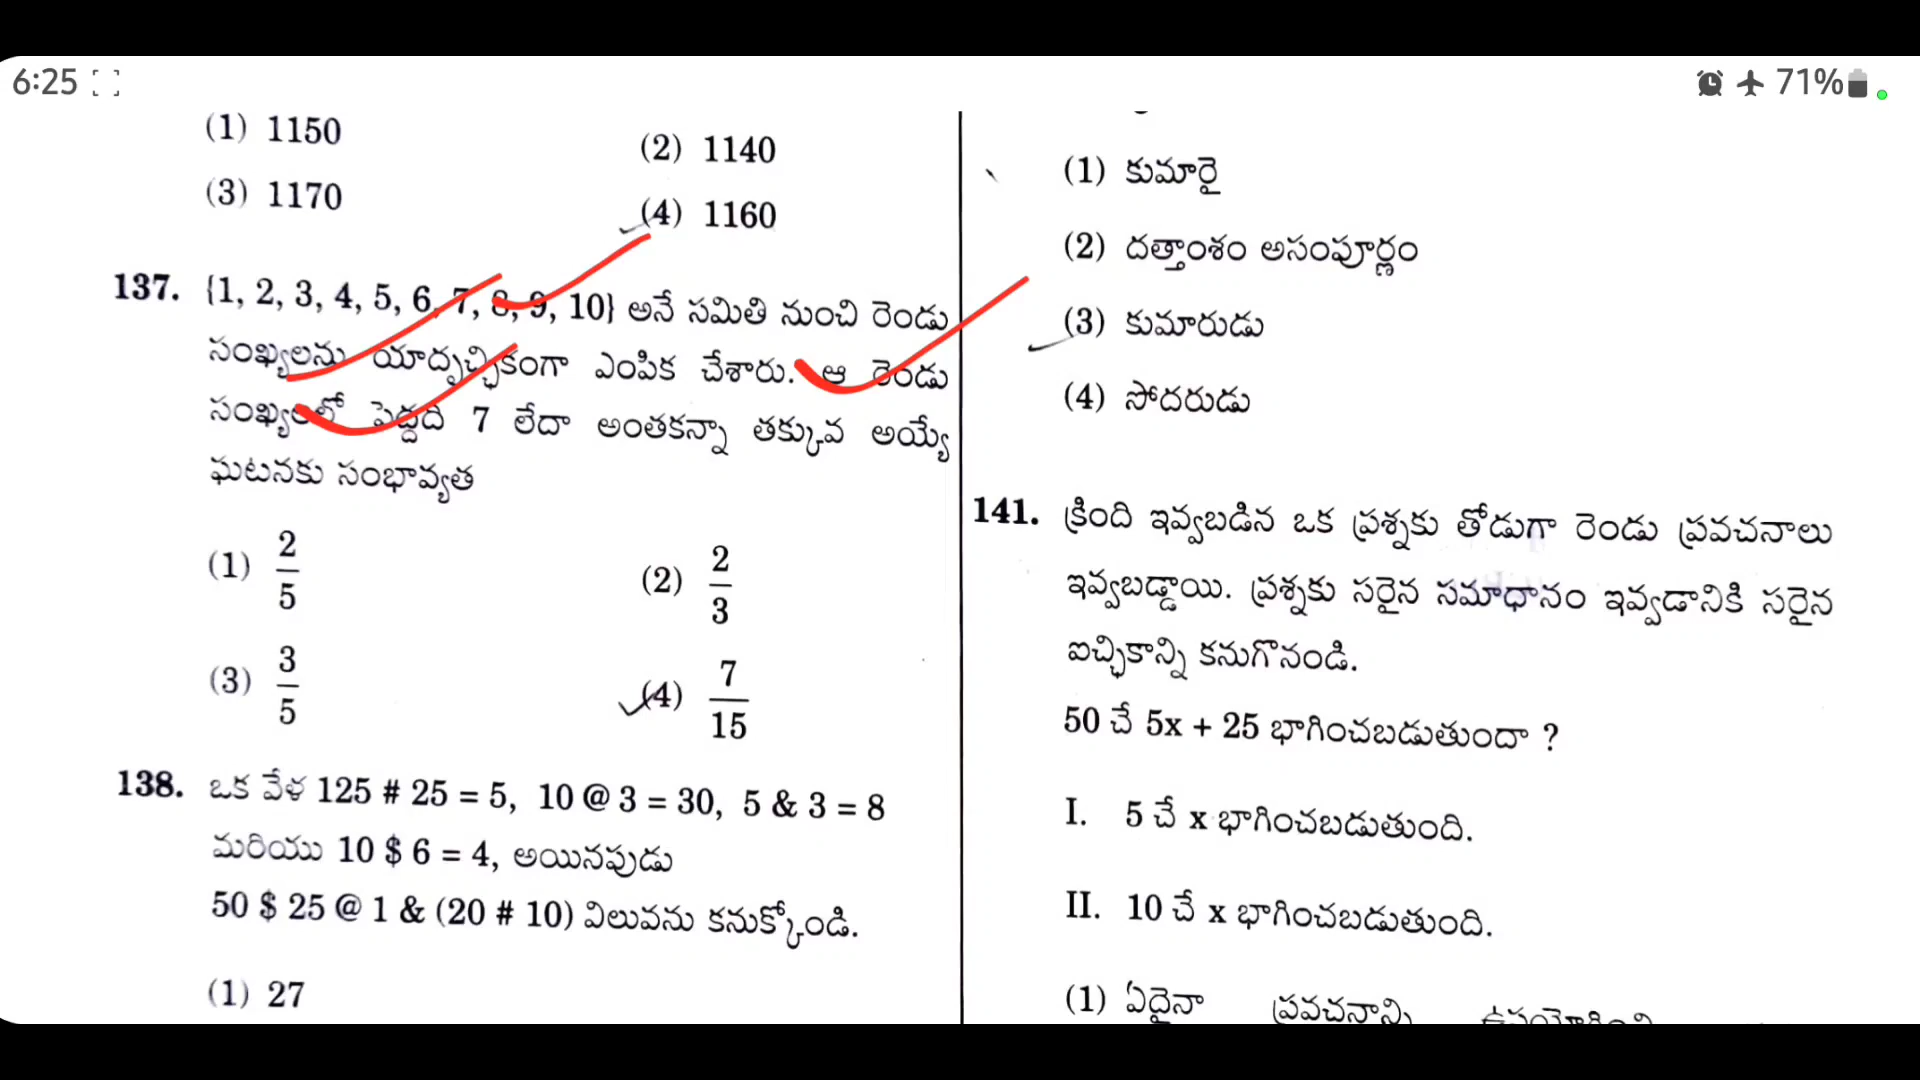 6:25
71%
(1) 1150
(2) 1140
(3) 1170
(4) 1160
137. {1, 2, 3, 4, 5, 6, 7, 8, 9, 10} అనే సమితి నుంచి రెండు
సంఖ్యలను యాదృచ్ఛికంగా ఎంపిక చేశారు. ఆ రెండు
సంఖ్యలలో పెద్దది 7 లేదా అంతకన్నా తక్కువ అయ్యే
ఘటనకు సంభావ్యత
(1) 2/5
(2) 2/3
(3) 3/5
(4) 7/15
138. ఒక వేళ 125 # 25 = 5, 10 @ 3 = 30, 5 & 3 = 8
మరియు 10 $ 6 = 4, అయినపుడు
50 $ 25 @ 1 & (20 # 10) విలువను కనుక్కోండి.
(1) 27
(1) కుమారై
(2) దత్తాంశం అసంపూర్ణం
(3) కుమారుడు
(4) సోదరుడు
141. క్రింది ఇవ్వబడిన ఒక ప్రశ్నకు తోడుగా రెండు ప్రవచనాలు
ఇవ్వబడ్డాయి. ప్రశ్నకు సరైన సమాధానం ఇవ్వడానికి సరైన
ఐచ్ఛికాన్ని కనుగొనండి.
50 చే 5x + 25 భాగించబడుతుందా ?
I. 5 చే x భాగించబడుతుంది.
II. 10 చే x భాగించబడుతుంది.
(1) ఏదైనా ప్రవచనాన్ని